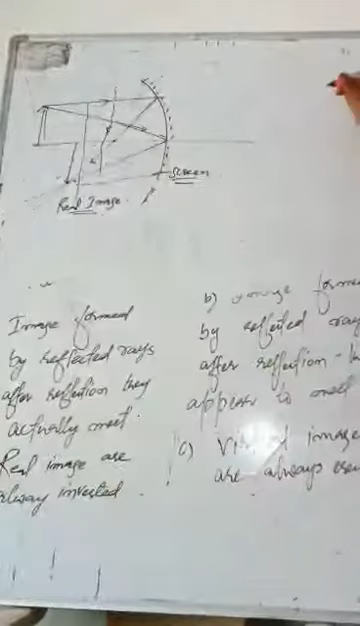 Screen
Real Image.
Image formed
by reflected rays
after reflection they
actually meet.
Real image are
always inverted.
b) image forme
by reflected ray
after reflection
appear to meet
c) Virtual image
are always ere